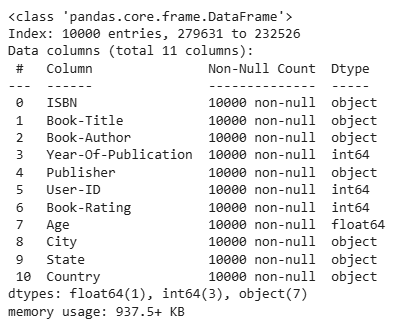 <class 'pandas.core.frame.DataFrame'>
Index: 10000 entries, 279631 to 232526
Data columns (total 11 columns):
 #   Column               Non-Null Count  Dtype
---  ------               --------------  -----
 0   ISBN                 10000 non-null  object
 1   Book-Title           10000 non-null  object
 2   Book-Author          10000 non-null  object
 3   Year-Of-Publication  10000 non-null  int64
 4   Publisher            10000 non-null  object
 5   User-ID              10000 non-null  int64
 6   Book-Rating          10000 non-null  int64
 7   Age                  10000 non-null  float64
 8   City                 10000 non-null  object
 9   State                10000 non-null  object
 10  Country              10000 non-null  object
dtypes: float64(1), int64(3), object(7)
memory usage: 937.5+ KB